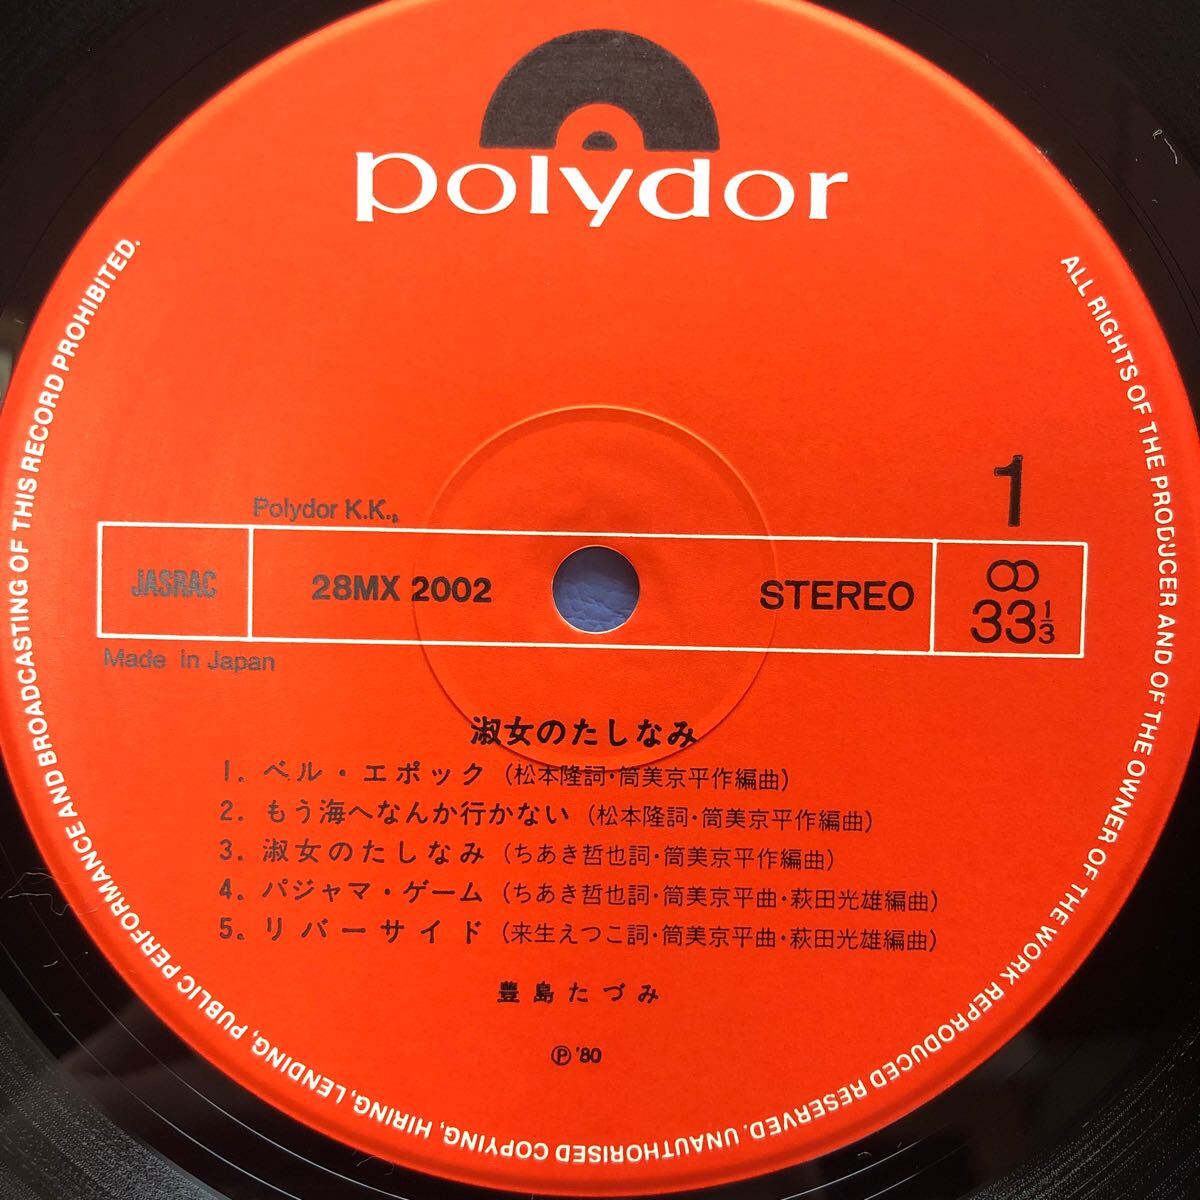 polydor
ALL RIGHTS OF THE PRODUCER AND OF THE OWNER OF THE WORK REPRODUCED RESERVED. UNAUTHORISED COPYING, HIRING, LENDING, PUBLIC PERFORMANCE AND BROADCASTING OF THIS RECORD PROHIBITED.
1
Polydor K.K.,
JASRAC 28MX 2002 STEREO 33 1/3
Made in Japan
淑女のたしなみ
1. ベル・エポック (松本隆詞・筒美京平作編曲)
2. もう海へなんか行かない (松本隆詞・筒美京平作編曲)
3. 淑女のたしなみ (ちあき哲也詞・筒美京平作編曲)
4. パジャマ・ゲーム (ちあき哲也詞・筒美京平曲・萩田光雄編曲)
5. リバーサイド (来生えつこ詞・筒美京平曲・萩田光雄編曲)
豊島たづみ
Ⓟ '80